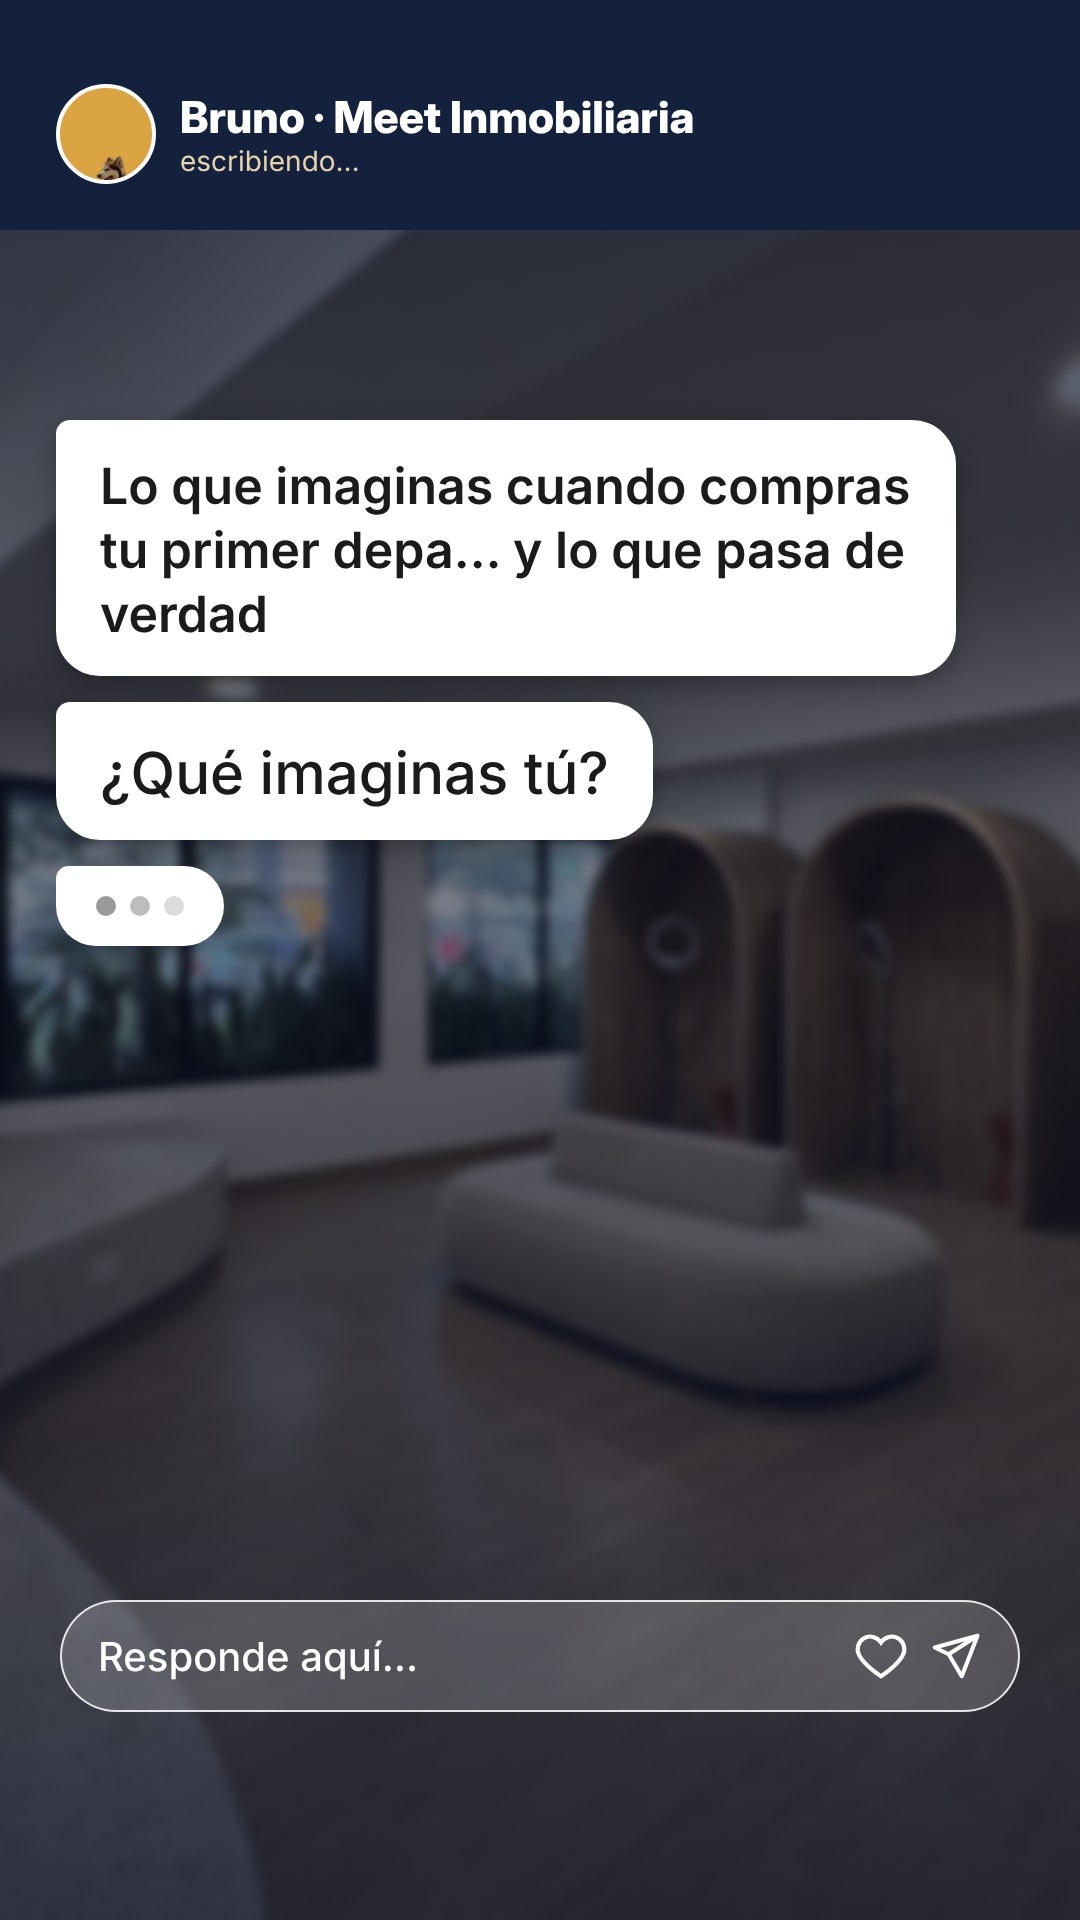 Bruno · Meet Inmobiliaria
escribiendo...
Lo que imaginas cuando compras
tu primer depa... y lo que pasa de
verdad
¿Qué imaginas tú?
Responde aquí...